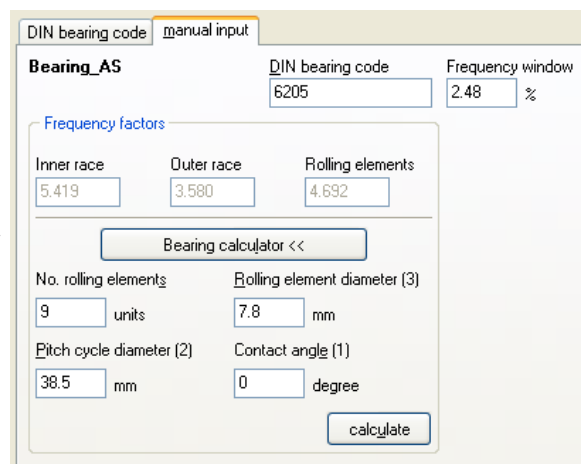 DIN bearing code manual input
Bearing_AS DIN bearing code Frequency window
6205 2.48 %
Frequency factors
Inner race Outer race Rolling elements
5.419 3.580 4.692
Bearing calculator <<
No. rolling elements Rolling element diameter (3)
9 units 7.8 mm
Pitch cycle diameter (2) Contact angle (1)
38.5 mm 0 degree
calculate